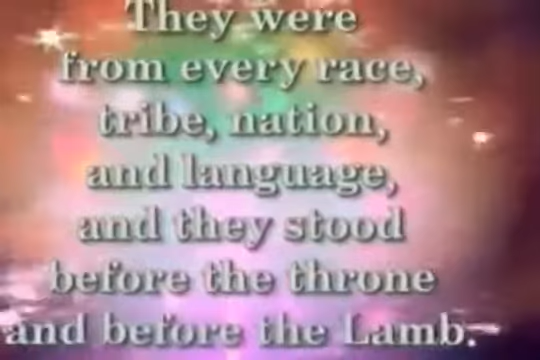 They were
from every race,
tribe, nation,
and language,
and they stood
before the throne
and before the Lamb.